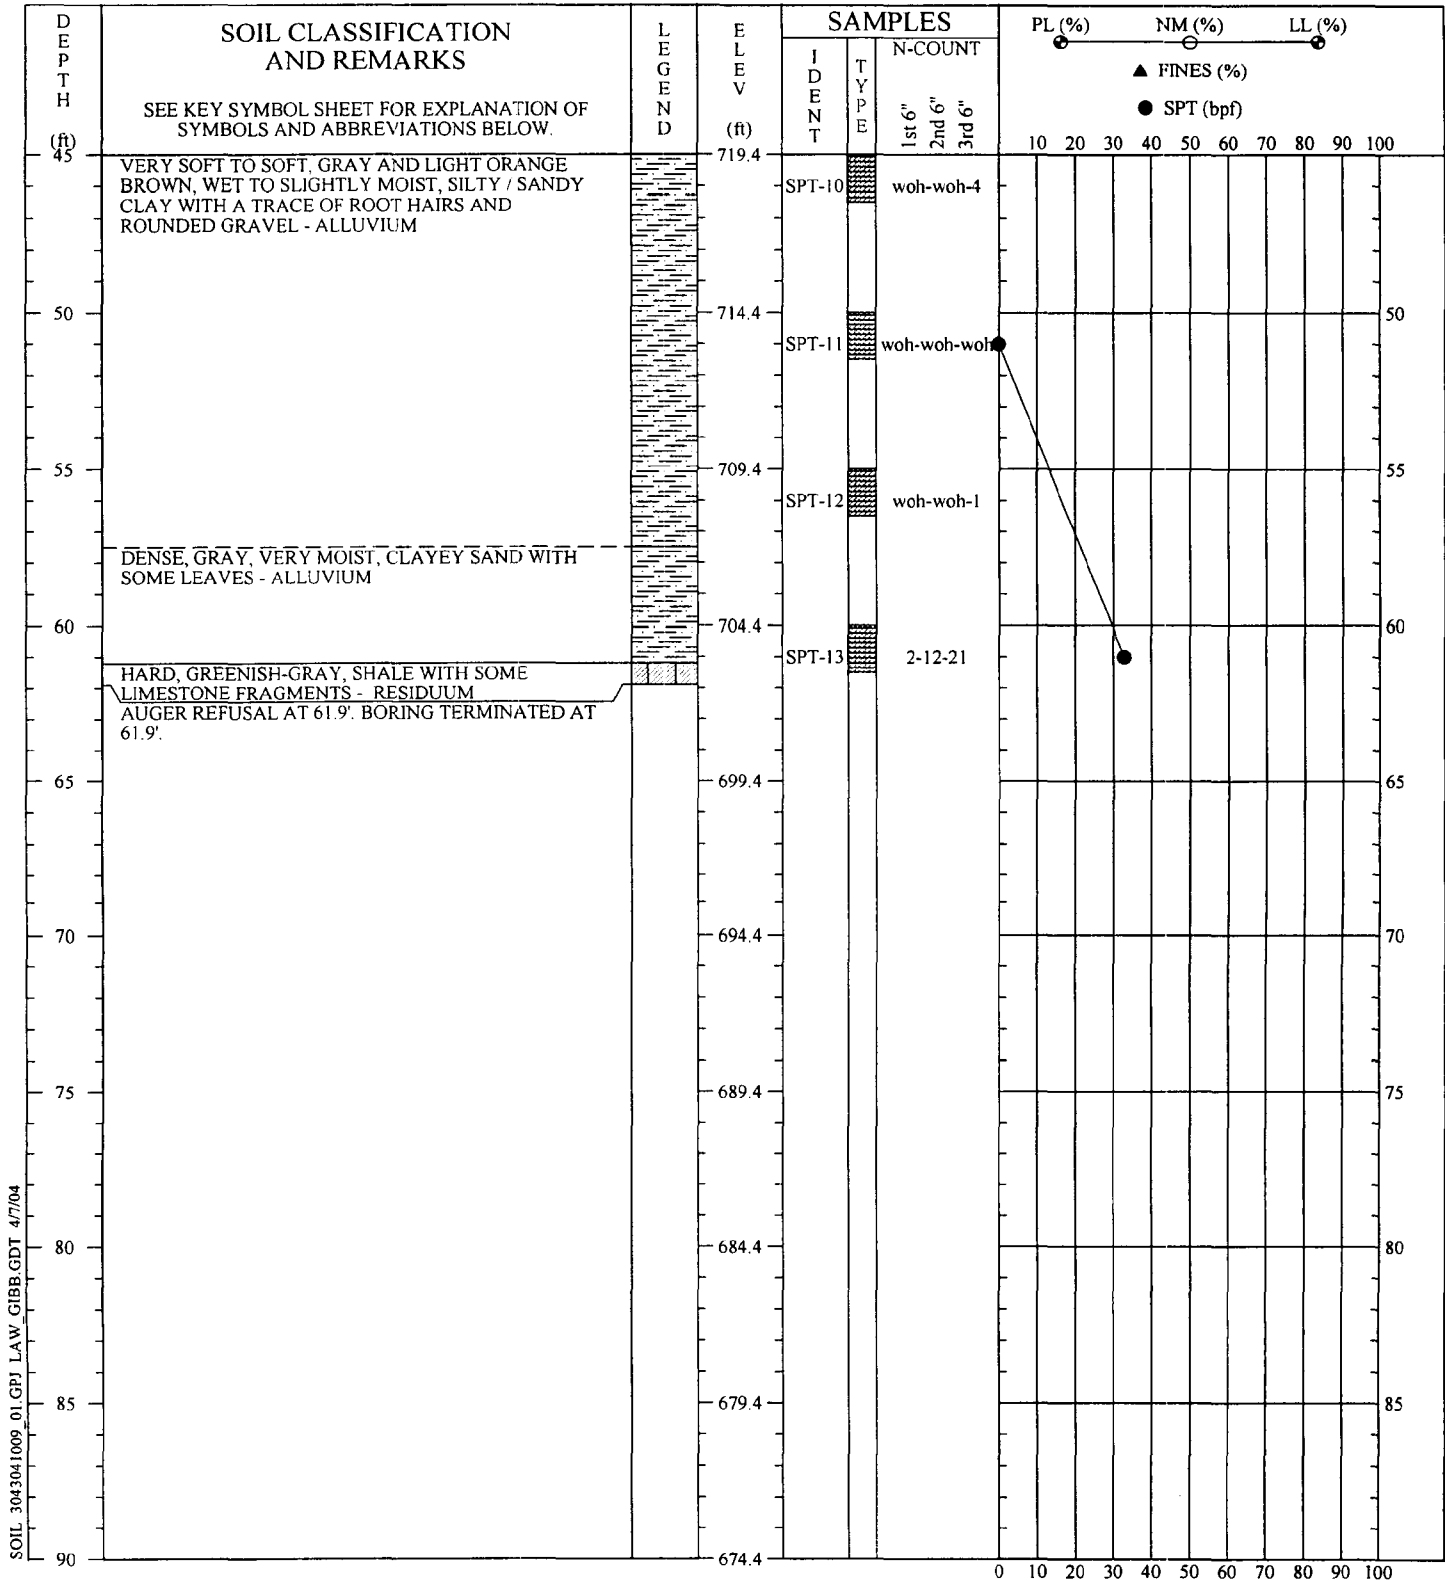 DEPTH (ft)
SOIL CLASSIFICATION
AND REMARKS
SEE KEY SYMBOL SHEET FOR EXPLANATION OF
SYMBOLS AND ABBREVIATIONS BELOW.
LEGEND
ELEV (ft)
SAMPLES
IDENT
TYPE
N-COUNT
1st 6"
2nd 6"
3rd 6"
PL (%) NM (%) LL (%)
▲ FINES (%)
● SPT (bpf)
10 20 30 40 50 60 70 80 90 100
45
719.4
VERY SOFT TO SOFT, GRAY AND LIGHT ORANGE
BROWN, WET TO SLIGHTLY MOIST, SILTY / SANDY
CLAY WITH A TRACE OF ROOT HAIRS AND
ROUNDED GRAVEL - ALLUVIUM
SPT-10 woh-woh-4
50 714.4 50
SPT-11 woh-woh-woh
55 709.4 55
SPT-12 woh-woh-1
DENSE, GRAY, VERY MOIST, CLAYEY SAND WITH
SOME LEAVES - ALLUVIUM
60 704.4 60
SPT-13 2-12-21
HARD, GREENISH-GRAY, SHALE WITH SOME
LIMESTONE FRAGMENTS - RESIDUUM
AUGER REFUSAL AT 61.9'. BORING TERMINATED AT
61.9'.
65 699.4 65
70 694.4 70
75 689.4 75
80 684.4 80
85 679.4 85
90 674.4
0 10 20 30 40 50 60 70 80 90 100
SOIL 3043041009_01.GPJ LAW_GIBB.GDT 4/7/04